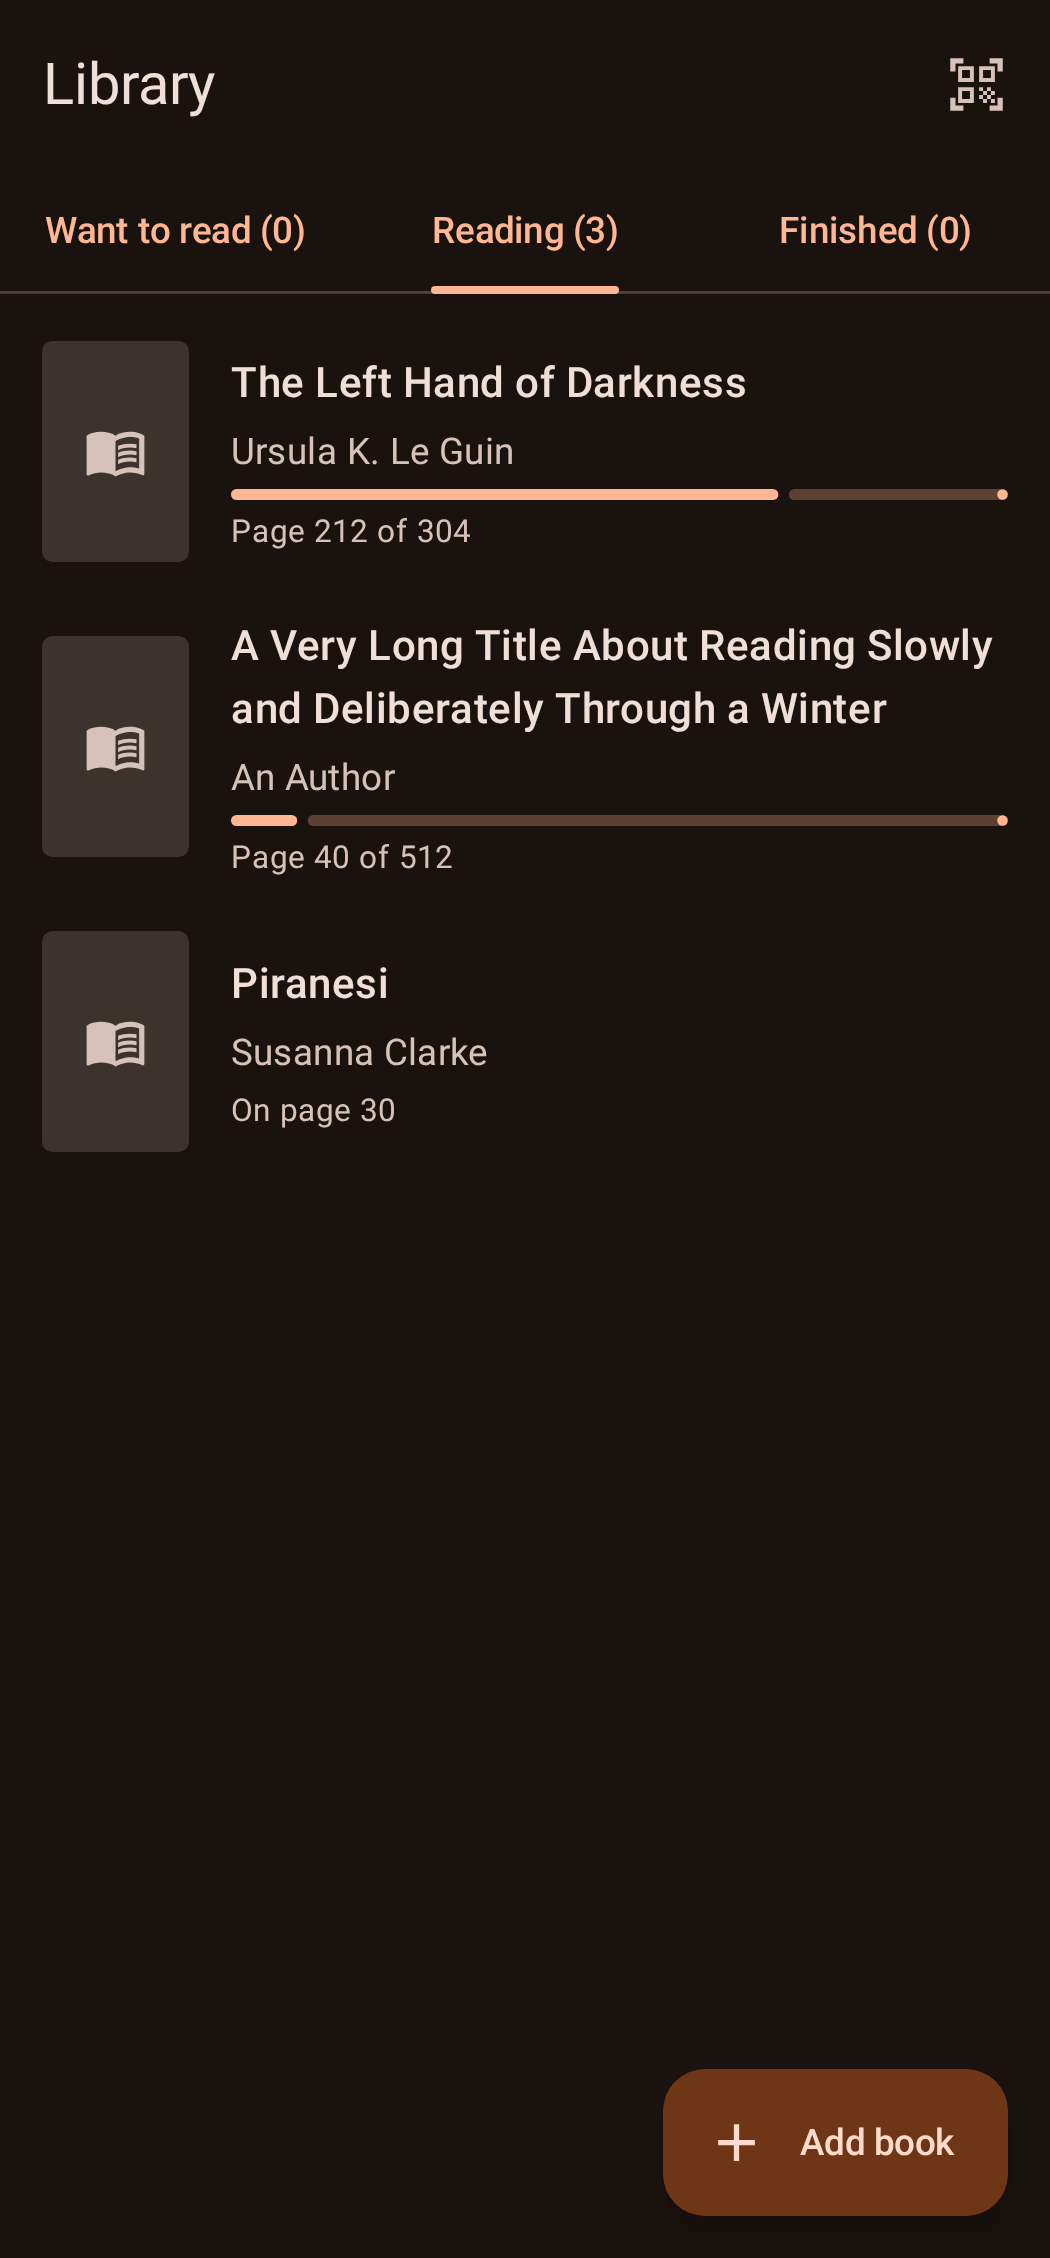 Library
Want to read (0)
Reading (3)
Finished (0)
The Left Hand of Darkness
Ursula K. Le Guin
Page 212 of 304
A Very Long Title About Reading Slowly
and Deliberately Through a Winter
An Author
Page 40 of 512
Piranesi
Susanna Clarke
On page 30
Add book